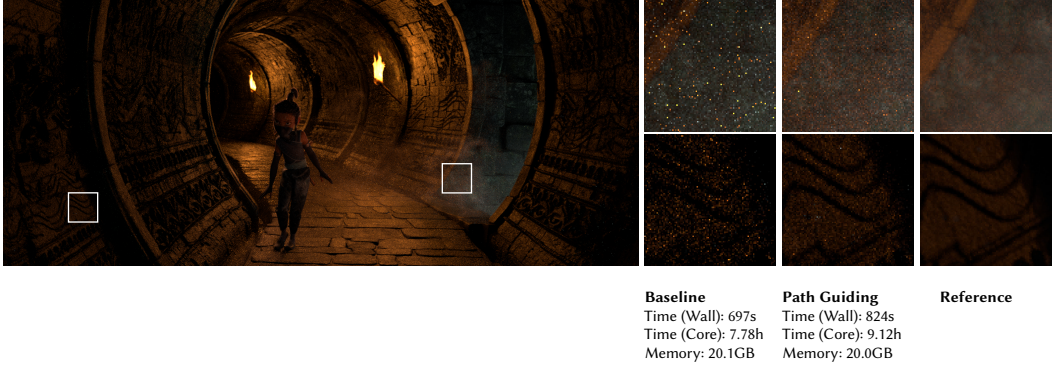 Baseline
Time (Wall): 697s
Time (Core): 7.78h
Memory: 20.1GB
Path Guiding
Time (Wall): 824s
Time (Core): 9.12h
Memory: 20.0GB
Reference